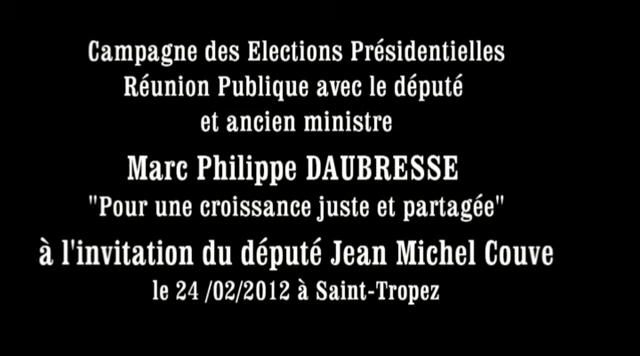 Campagne des Elections Présidentielles
Réunion Publique avec le député
et ancien ministre
Marc Philippe DAUBRESSE
"Pour une croissance juste et partagée"
à l'invitation du député Jean Michel Couve
le 24 /02/2012 à Saint-Tropez